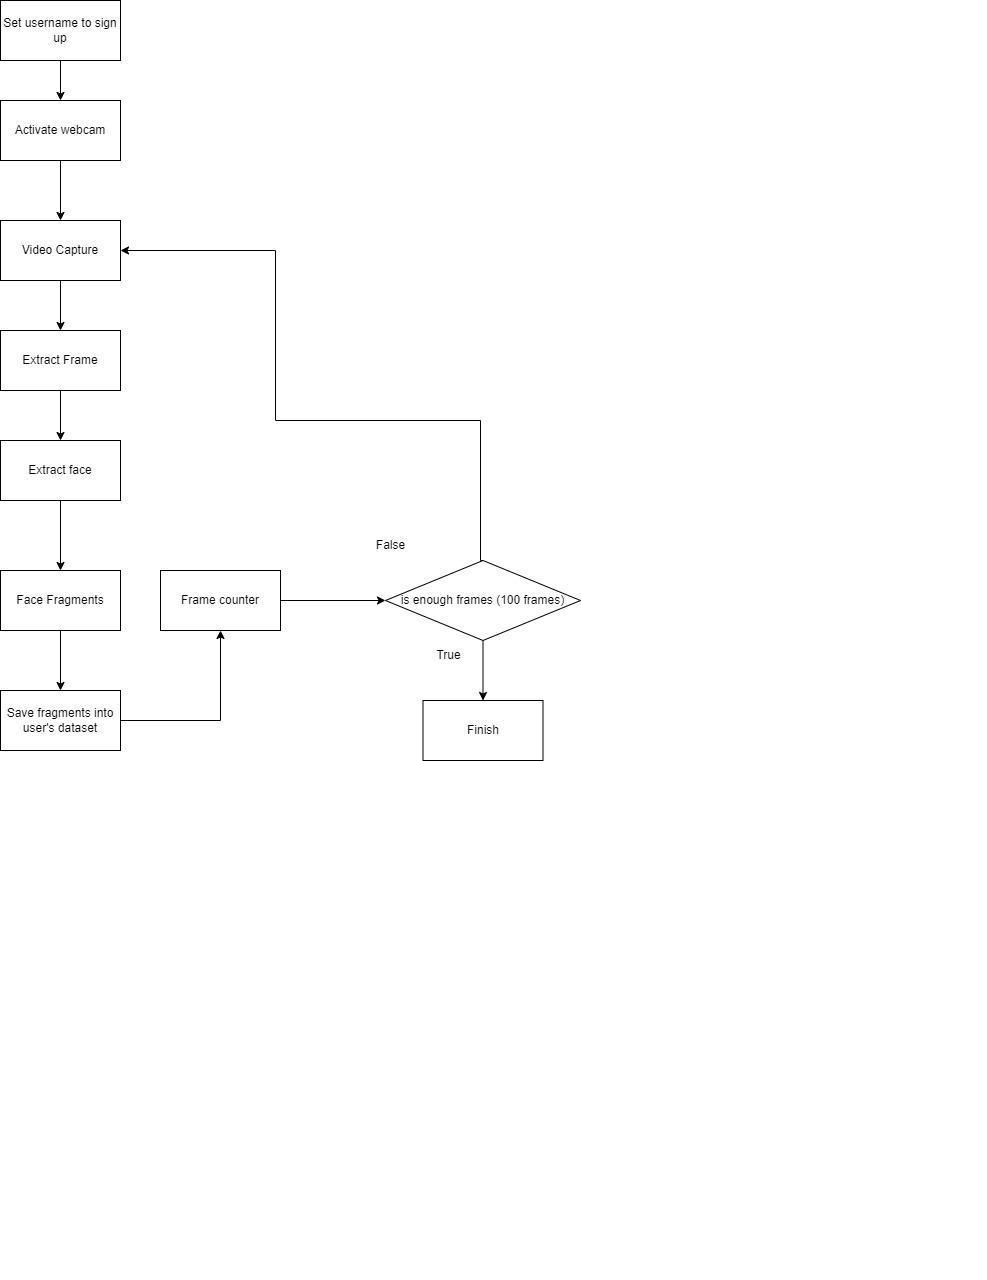 Set username to sign
up
Activate webcam
Video Capture
Extract Frame
Extract face
False
Face Fragments
Frame counter
is enough frames (100 frames)
True
Save fragments into
user's dataset
Finish